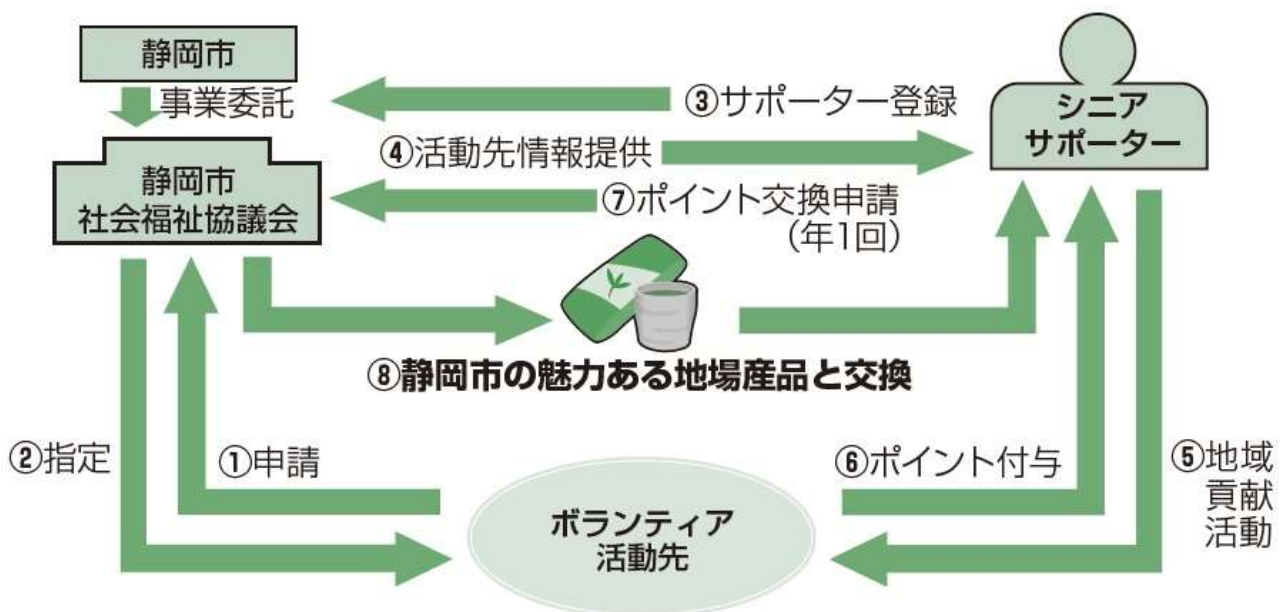 静岡市
事業委託
静岡市
社会福祉協議会
③サポーター登録
④活動先情報提供
⑦ポイント交換申請
(年1回)
シニア
サポーター
⑧静岡市の魅力ある地場産品と交換
②指定
①申請
⑥ポイント付与
⑤地域
貢献
活動
ボランティア
活動先